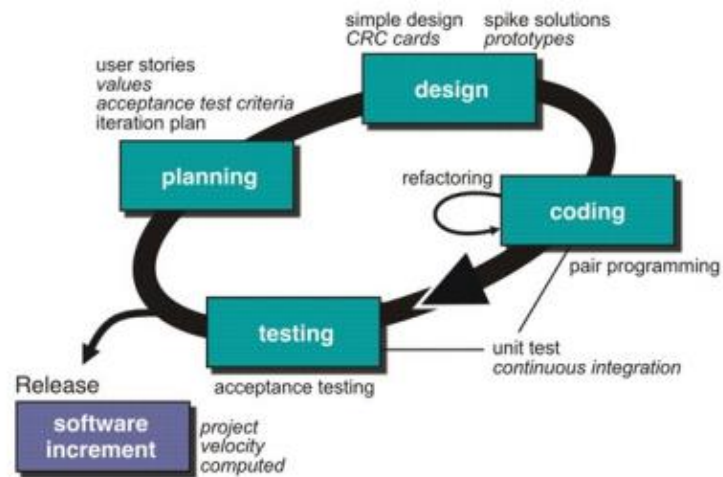 simple design
CRC cards
spike solutions
prototypes
design
user stories
values
acceptance test criteria
iteration plan
planning
refactoring
coding
pair programming
testing
acceptance testing
unit test
continuous integration
Release
software
increment
project
velocity
computed